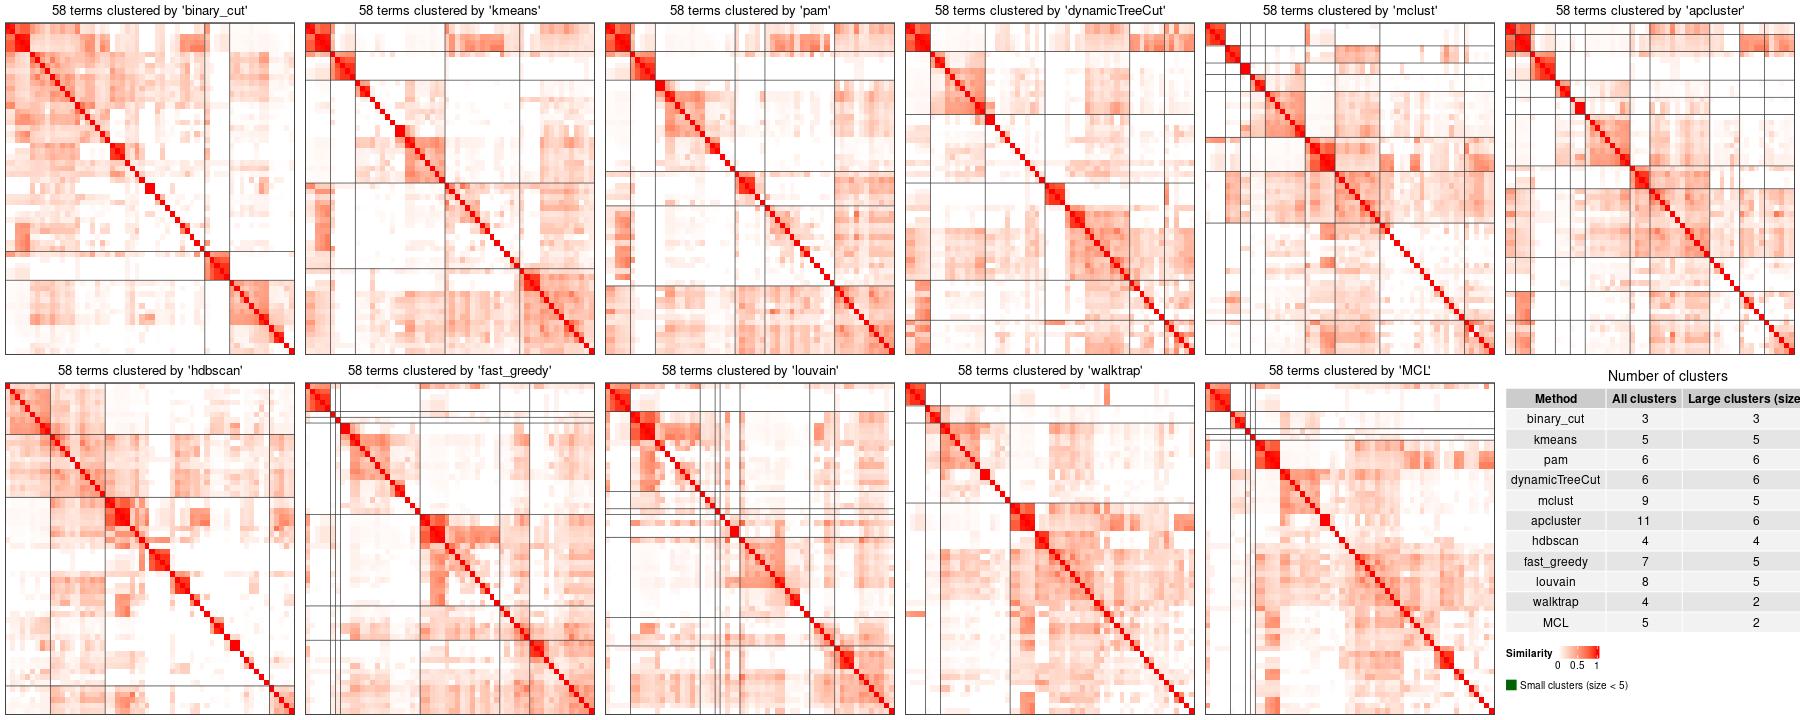 58 terms clustered by 'binary_cut'
58 terms clustered by 'kmeans'
58 terms clustered by 'pam'
58 terms clustered by 'dynamicTreeCut'
58 terms clustered by 'mclust'
58 terms clustered by 'apcluster'
58 terms clustered by 'hdbscan'
58 terms clustered by 'fast_greedy'
58 terms clustered by 'louvain'
58 terms clustered by 'walktrap'
58 terms clustered by 'MCL'
Number of clusters
Method All clusters Large clusters (size
binary_cut 3 3
kmeans 5 5
pam 6 6
dynamicTreeCut 6 6
mclust 9 5
apcluster 11 6
hdbscan 4 4
fast_greedy 7 5
louvain 8 5
walktrap 4 2
MCL 5 2
Similarity
0 0.5 1
Small clusters (size < 5)